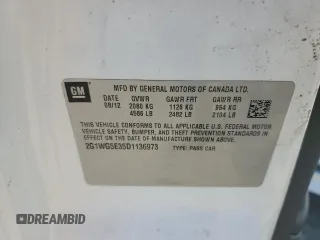 GM
MFD BY GENERAL MOTORS OF CANADA LTD.
DATE GVWR GAWR FRT GAWR RR
08/12 2080 KG 1126 KG 954 KG
4586 LB 2482 LB 2104 LB
THIS VEHICLE CONFORMS TO ALL APPLICABLE U.S. FEDERAL MOTOR
VEHICLE SAFETY, BUMPER, AND THEFT PREVENTION STANDARDS
IN EFFECT ON THE DATE OF MANUFACTURE SHOWN ABOVE.
2G1WG5E35D1136973 TYPE: PASS CAR
DREAMBID